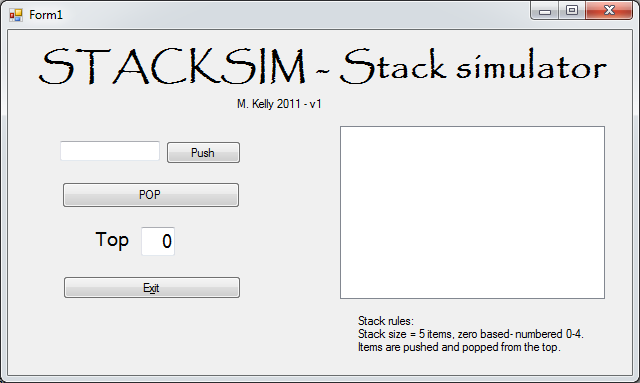 Form1
STACKSIM - Stack simulator
M. Kelly 2011 - v1
Push
POP
Top 0
Exit
Stack rules:
Stack size = 5 items, zero based- numbered 0-4.
Items are pushed and popped from the top.